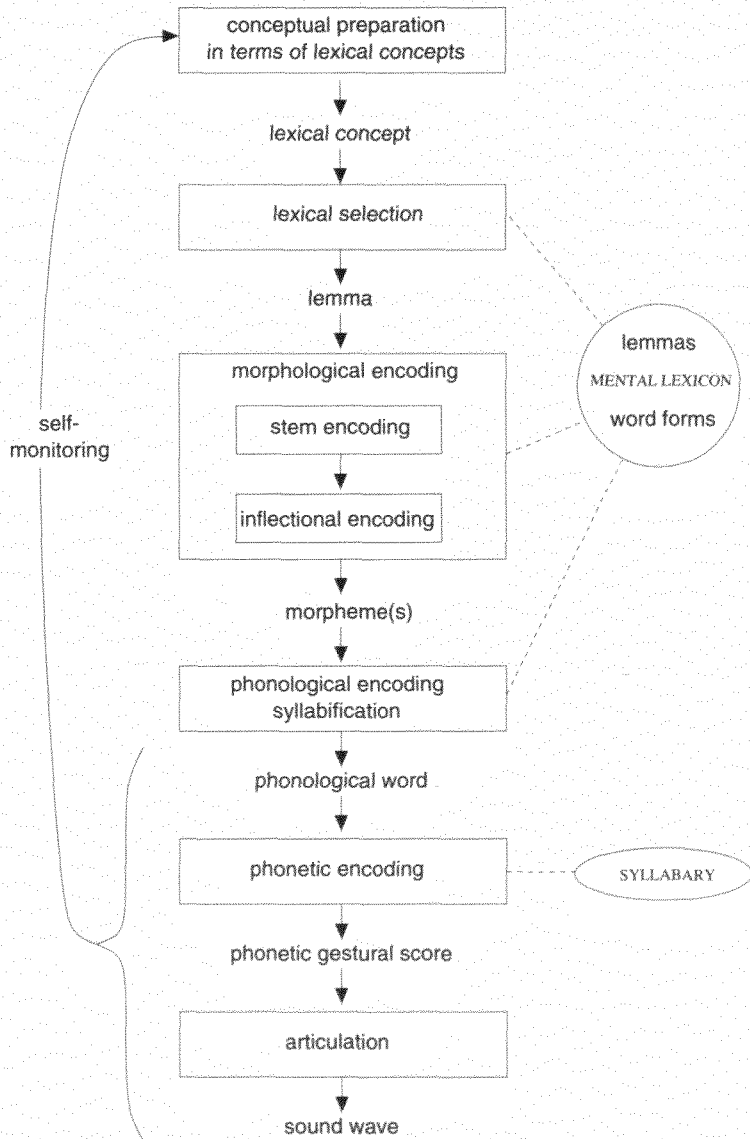 conceptual preparation
in terms of lexical concepts
lexical concept
lexical selection
lemma
morphological encoding
stem encoding
inflectional encoding
morpheme(s)
phonological encoding
syllabification
phonological word
phonetic encoding
phonetic gestural score
articulation
sound wave
self-
monitoring
lemmas
MENTAL LEXICON
word forms
SYLLABARY